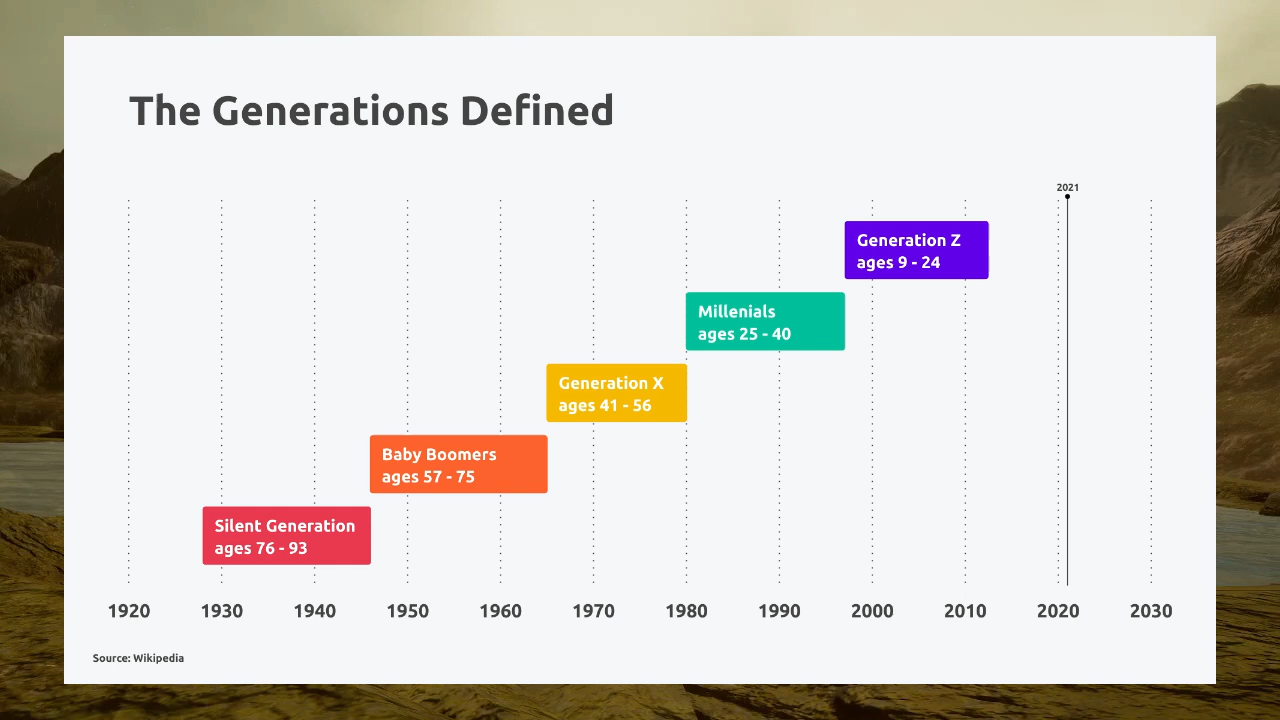 The Generations Defined
2021
Generation Z
ages 9 - 24
Millenials
ages 25 - 40
Generation X
ages 41 - 56
Baby Boomers
ages 57 - 75
Silent Generation
ages 76 - 93
1920 1930 1940 1950 1960 1970 1980 1990 2000 2010 2020 2030
Source: Wikipedia